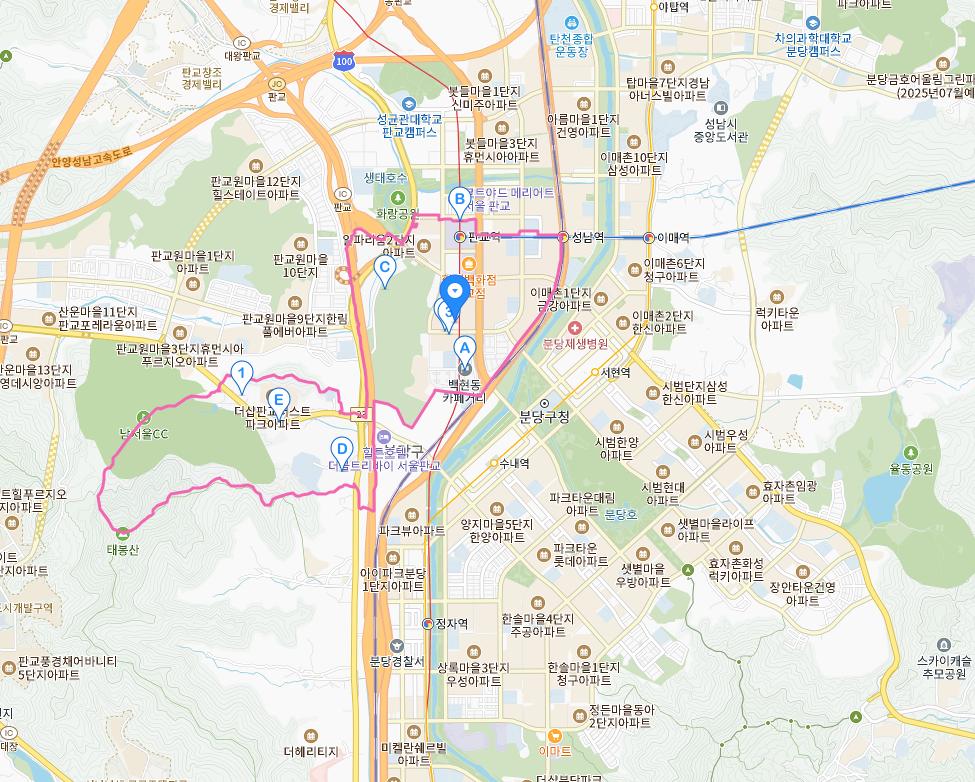 경제밸리
IC
대왕판교
판교창조
경제밸리
100
JC
판교
봇들마을1단지
신미주아파트
탄천종합
운동장
야탑역
파크아파트
차의과학대학교
분당캠퍼스
탑마을7단지경남
아너스빌아파트
분당금호어울림그린파
(2025년07월예
성균관대학교
판교캠퍼스
아름마을1단지
건영아파트
성남시
중앙도서관
안양성남고속도로
봇들마을3단지
휴먼시아아파트
이매촌10단지
삼성아파트
판교원마을12단지
힐스테이트아파트
생태호수
IC
판교
화랑공원
B
코트야드 메리어트
서울 판교
판교역
성남역
이매역
알파리움2단지
아파트
판교원마을1단지
아파트
판교원마을
10단지
C
이매촌6단지
청구아파트
이매촌1단지
금강아파트
럭키타운
아파트
산운마을11단지
판교포레라움아파트
판교원마을9단지한림
풀에버아파트
3
이매촌2단지
한신아파트
IC
판교
분당제생병원
판교원마을3단지휴먼시아
푸르지오아파트
A
백현동
카페거리
서현역
산운마을13단지
시범단지삼성
한신아파트
1
E
더샵판교퍼스트
파크아파트
23
분당구청
남서울CC
시범한양
아파트
시범우성
아파트
D
분당구
더블트리바이 서울판교
수내역
율동공원
시범현대
아파트
효자촌임광
아파트
파크타운대림
아파트
분당호
트힐푸르지오
지아파트
파크뷰아파트
양지마을5단지
한양아파트
샛별마을라이프
아파트
태봉산
파크타운
롯데아파트
샛별마을
우방아파트
효자촌화성
럭키아파트
아이파크분당
1단지아파트
장안타운건영
아파트
도시개발구역
정자역
한솔마을4단지
주공아파트
분당경찰서
상록마을3단지
우성아파트
한솔마을1단지
청구아파트
스카이캐슬
추모공원
판교풍경채어바니티
5단지아파트
정든마을동아
2단지아파트
IC
대장
더헤리티지
미켈란쉐르빌
아파트
이마트
더샵분당파크